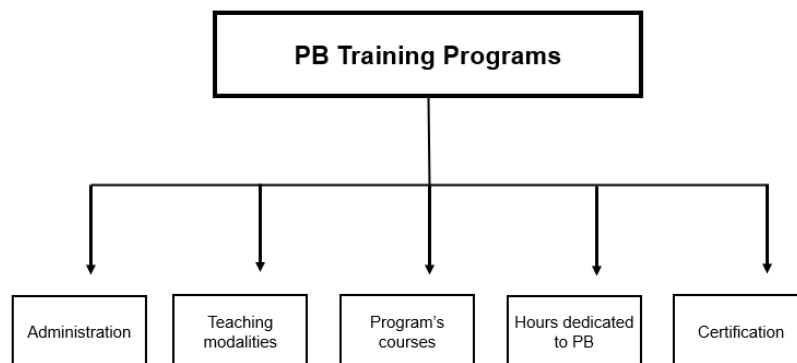 PB Training Programs
Administration
Teaching
modalities
Program's
courses
Hours dedicated
to PB
Certification